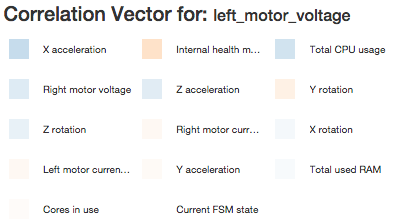 Correlation Vector for: left_motor_voltage
X acceleration Internal health m... Total CPU usage
Right motor voltage Z acceleration Y rotation
Z rotation Right motor curr... X rotation
Left motor curren... Y acceleration Total used RAM
Cores in use Current FSM state